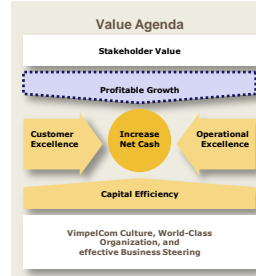 Value Agenda
Stakeholder Value
Profitable Growth
Customer
Excellence
Increase
Net Cash
Operational
Excellence
Capital Efficiency
VimpelCom Culture, World-Class
Organization, and
effective Business Steering